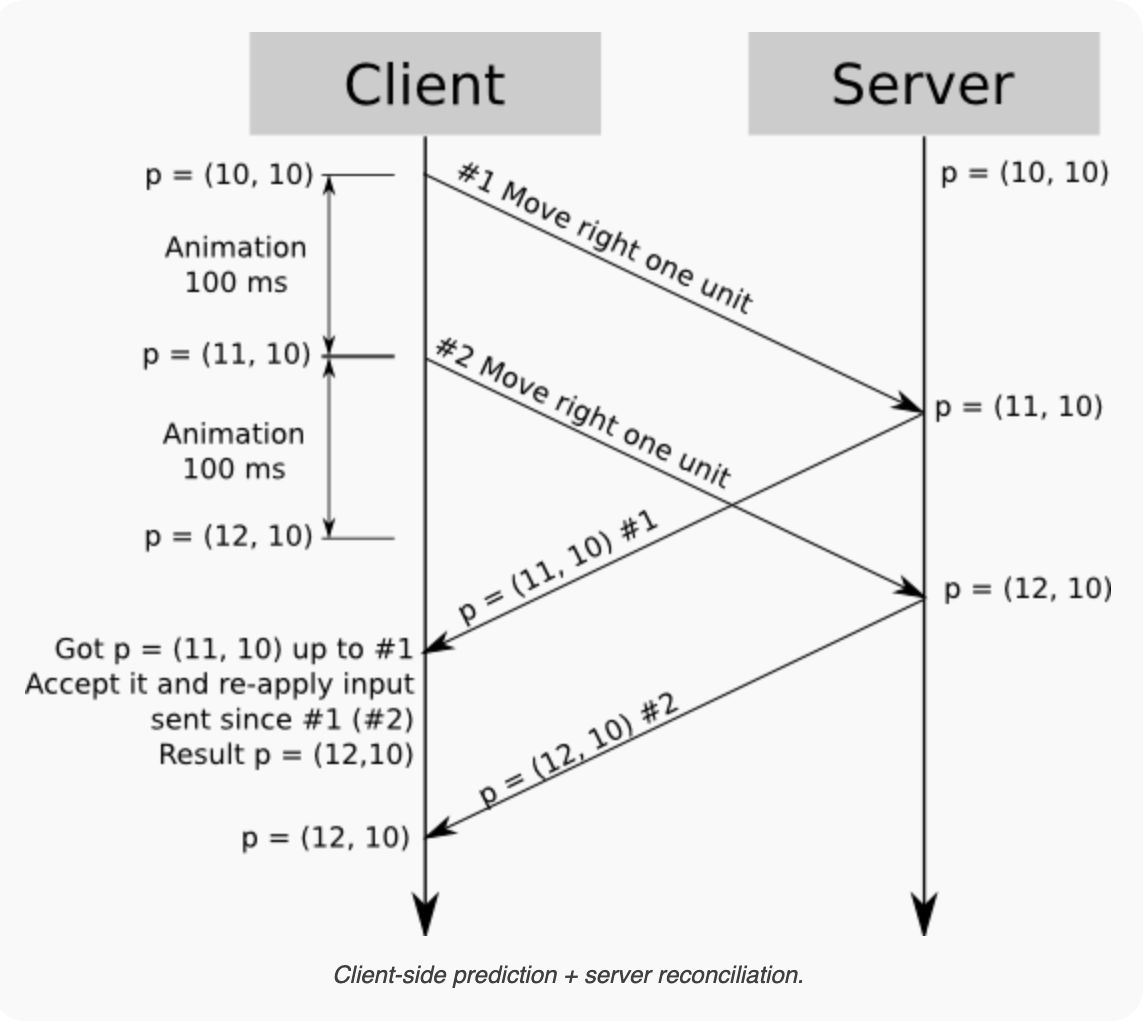 Client
Server
p = (10, 10)
#1 Move right one unit
p = (10, 10)
Animation
100 ms
p = (11, 10)
#2 Move right one unit
p = (11, 10)
Animation
100 ms
p = (12, 10)
p = (11, 10) #1
p = (12, 10)
Got p = (11, 10) up to #1
Accept it and re-apply input
sent since #1 (#2)
Result p = (12,10)
p = (12, 10) #2
p = (12, 10)
Client-side prediction + server reconciliation.